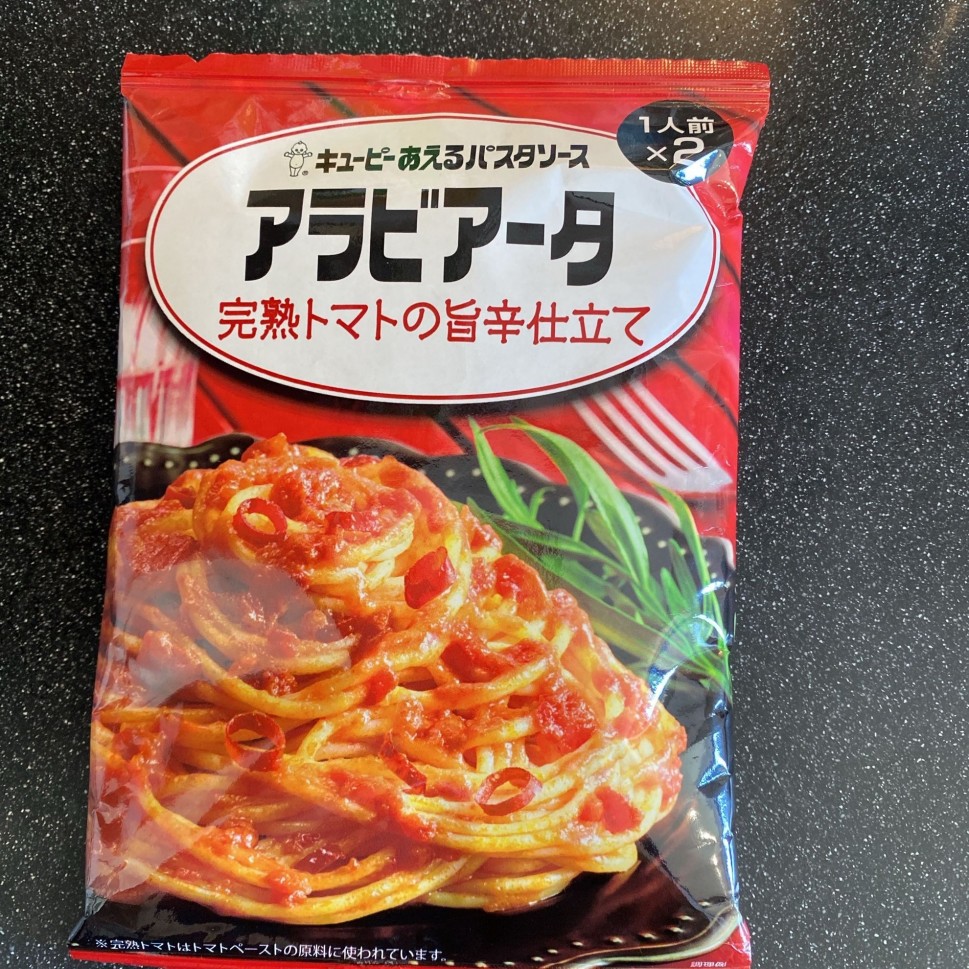 1人前
×2
キューピーあえるパスタソース
アラビアータ
完熟トマトの旨辛仕立て
※完熟トマトはトマトペーストの原料に使われています。